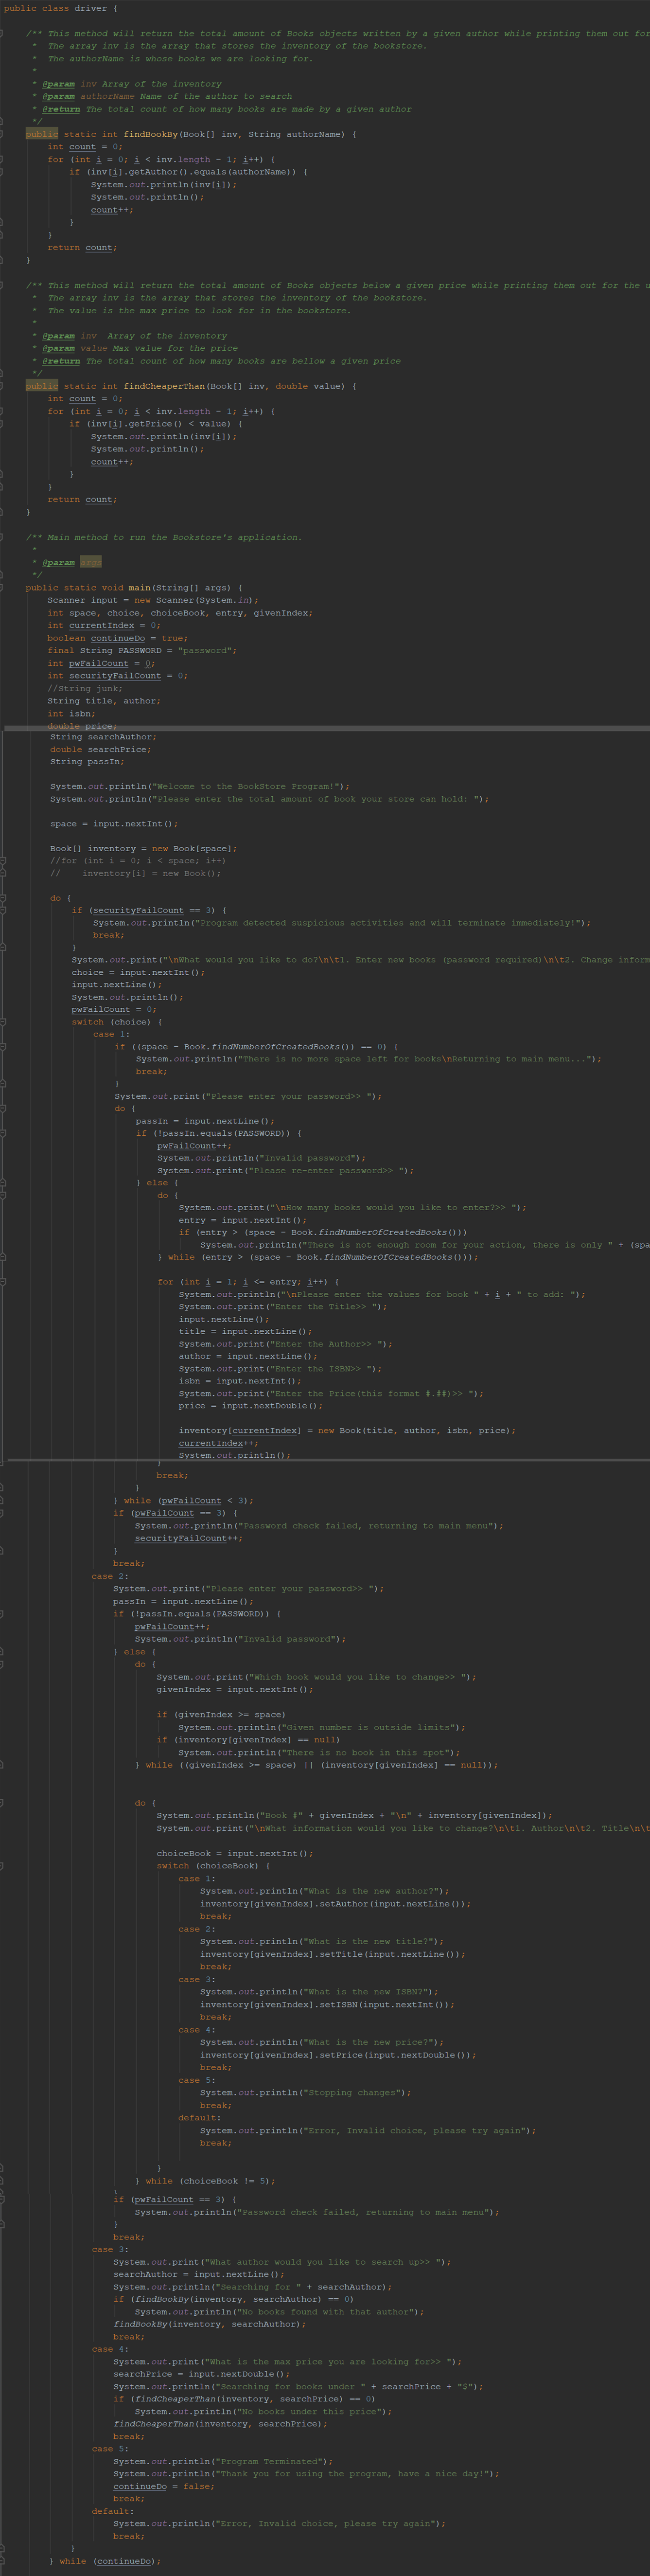 public class driver {
/** This method will return the total amount of Books objects written by a given author while printing them out for
* The array inv is the array that stores the inventory of the bookstore.
* The authorName is whose books we are looking for.
*
* @param inv Array of the inventory
* @param authorName Name of the author to search
* @return The total count of how many books are made by a given author
*/
public static int findBookBy(Book[] inv, String authorName) {
int count = 0;
for (int i = 0; i < inv.length - 1; i++) {
if (inv[i].getAuthor().equals(authorName)) {
System.out.println(inv[i]);
System.out.println();
count++;
}
}
return count;
}
/** This method will return the total amount of Books objects below a given price while printing them out for the u
* The array inv is the array that stores the inventory of the bookstore.
* The value is the max price to look for in the bookstore.
*
* @param inv Array of the inventory
* @param value Max value for the price
* @return The total count of how many books are bellow a given price
*/
public static int findCheaperThan(Book[] inv, double value) {
int count = 0;
for (int i = 0; i < inv.length - 1; i++) {
if (inv[i].getPrice() < value) {
System.out.println(inv[i]);
System.out.println();
count++;
}
}
return count;
}
/** Main method to run the Bookstore's application.
*
* @param args
*/
public static void main(String[] args) {
Scanner input = new Scanner(System.in);
int space, choice, choiceBook, entry, givenIndex;
int currentIndex = 0;
boolean continueDo = true;
final String PASSWORD = "password";
int pwFailCount = 0;
int securityFailCount = 0;
//String junk;
String title, author;
int isbn;
double price;
String searchAuthor;
double searchPrice;
String passIn;
System.out.println("Welcome to the BookStore Program!");
System.out.println("Please enter the total amount of book your store can hold: ");
space = input.nextInt();
Book[] inventory = new Book[space];
//for (int i = 0; i < space; i++)
// inventory[i] = new Book();
do {
if (securityFailCount == 3) {
System.out.println("Program detected suspicious activities and will terminate immediately!");
break;
}
System.out.print("\nWhat would you like to do?\n\t1. Enter new books (password required)\n\t2. Change inform
choice = input.nextInt();
input.nextLine();
System.out.println();
pwFailCount = 0;
switch (choice) {
case 1:
if ((space - Book.findNumberOfCreatedBooks()) == 0) {
System.out.println("There is no more space left for books\nReturning to main menu...");
break;
}
System.out.print("Please enter your password>> ");
do {
passIn = input.nextLine();
if (!passIn.equals(PASSWORD)) {
pwFailCount++;
System.out.println("Invalid password");
System.out.print("Please re-enter password>> ");
} else {
do {
System.out.print("\nHow many books would you like to enter?>> ");
entry = input.nextInt();
if (entry > (space - Book.findNumberOfCreatedBooks()))
System.out.println("There is not enough room for your action, there is only " + (spa
} while (entry > (space - Book.findNumberOfCreatedBooks()));
for (int i = 1; i <= entry; i++) {
System.out.println("\nPlease enter the values for book " + i + " to add: ");
System.out.print("Enter the Title>> ");
input.nextLine();
title = input.nextLine();
System.out.print("Enter the Author>> ");
author = input.nextLine();
System.out.print("Enter the ISBN>> ");
isbn = input.nextInt();
System.out.print("Enter the Price(this format #.##)>> ");
price = input.nextDouble();
inventory[currentIndex] = new Book(title, author, isbn, price);
currentIndex++;
System.out.println();
}
break;
}
} while (pwFailCount < 3);
if (pwFailCount == 3) {
System.out.println("Password check failed, returning to main menu");
securityFailCount++;
}
break;
case 2:
System.out.print("Please enter your password>> ");
passIn = input.nextLine();
if (!passIn.equals(PASSWORD)) {
pwFailCount++;
System.out.println("Invalid password");
} else {
do {
System.out.print("Which book would you like to change>> ");
givenIndex = input.nextInt();
if (givenIndex >= space)
System.out.println("Given number is outside limits");
if (inventory[givenIndex] == null)
System.out.println("There is no book in this spot");
} while ((givenIndex >= space) || (inventory[givenIndex] == null));
do {
System.out.println("Book #" + givenIndex + "\n" + inventory[givenIndex]);
System.out.print("\nWhat information would you like to change?\n\t1. Author\n\t2. Title\n\t
choiceBook = input.nextInt();
switch (choiceBook) {
case 1:
System.out.println("What is the new author?");
inventory[givenIndex].setAuthor(input.nextLine());
break;
case 2:
System.out.println("What is the new title?");
inventory[givenIndex].setTitle(input.nextLine());
break;
case 3:
System.out.println("What is the new ISBN?");
inventory[givenIndex].setISBN(input.nextInt());
break;
case 4:
System.out.println("What is the new price?");
inventory[givenIndex].setPrice(input.nextDouble());
break;
case 5:
System.out.println("Stopping changes");
break;
default:
System.out.println("Error, Invalid choice, please try again");
break;
}
} while (choiceBook != 5);
}
if (pwFailCount == 3) {
System.out.println("Password check failed, returning to main menu");
}
break;
case 3:
System.out.print("What author would you like to search up>> ");
searchAuthor = input.nextLine();
System.out.println("Searching for " + searchAuthor);
if (findBookBy(inventory, searchAuthor) == 0)
System.out.println("No books found with that author");
findBookBy(inventory, searchAuthor);
break;
case 4:
System.out.print("What is the max price you are looking for>> ");
searchPrice = input.nextDouble();
System.out.println("Searching for books under " + searchPrice + "$");
if (findCheaperThan(inventory, searchPrice) == 0)
System.out.println("No books under this price");
findCheaperThan(inventory, searchPrice);
break;
case 5:
System.out.println("Program Terminated");
System.out.println("Thank you for using the program, have a nice day!");
continueDo = false;
break;
default:
System.out.println("Error, Invalid choice, please try again");
break;
}
} while (continueDo);